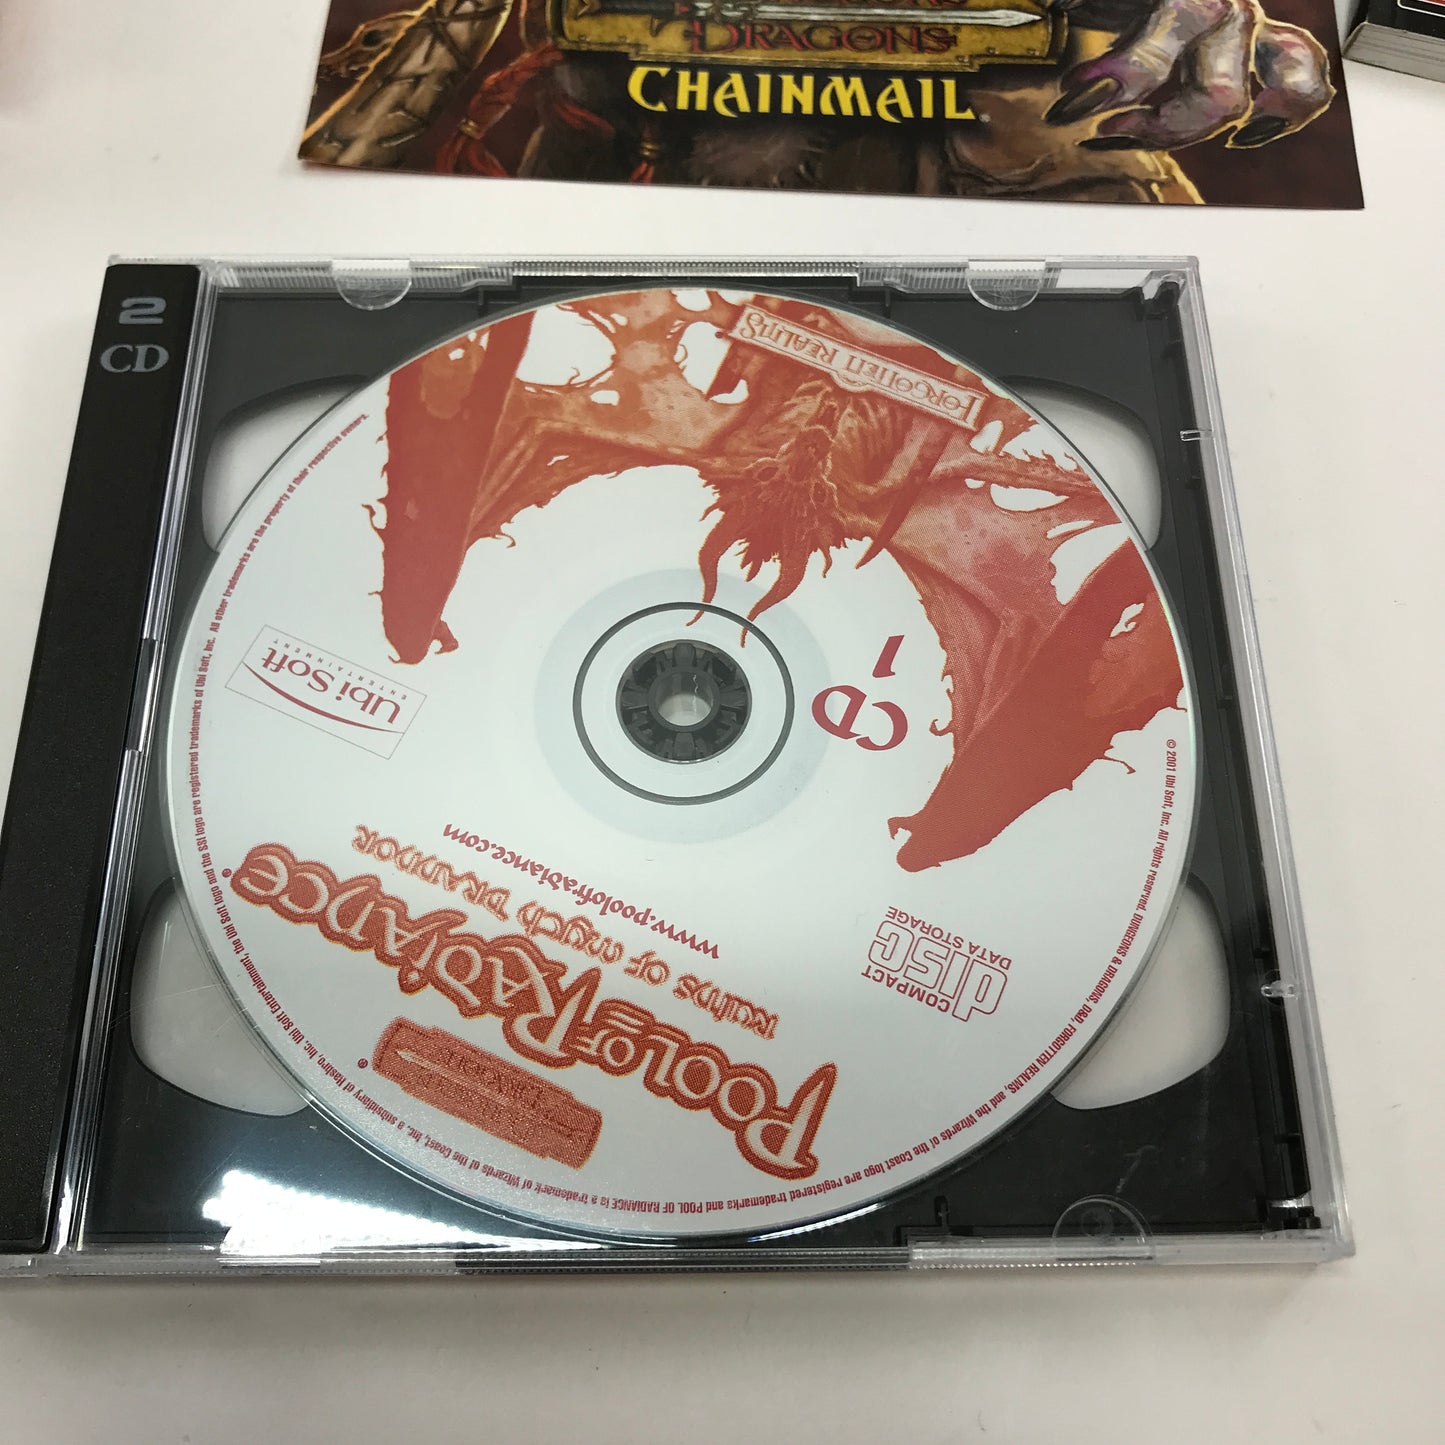 DRAGONS
CHAINMAIL
2
CD
FORGOTTEN REALMS
CD
1
Ubi Soft
ENTERTAINMENT
www.poolofradiance.com
RUINS OF MYTH DRANNOR
POOL OF RADIANCE
COMPACT
disc
DATA STORAGE
© 2001 Ubi Soft, Inc. All rights reserved. DUNGEONS & DRAGONS, D&D, FORGOTTEN REALMS, and the Wizards of the Coast logo are registered trademarks and POOL OF RADIANCE is a trademark of Wizards of the Coast, Inc. a subsidiary of Hasbro, Inc. Ubi Soft Entertainment, the Ubi Soft logo and the SSI logo are registered trademarks of Ubi Soft, Inc. All other trademarks are the property of their respective owners.